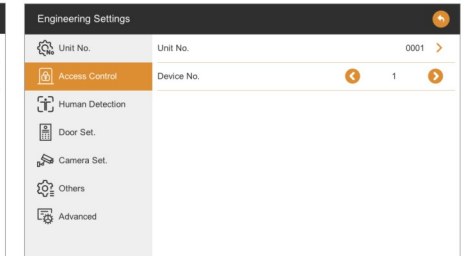 Engineering Settings
Unit No.
Unit No.
0001
Access Control
Device No.
1
Human Detection
Door Set.
Camera Set.
Others
Advanced